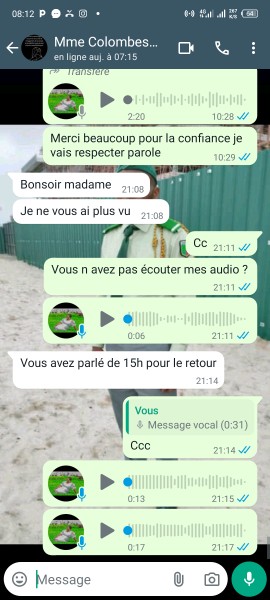 08:12
64
Mme Colombes...
en ligne auj. à 07:15
Transféré
2:20 10:28
Merci beaucoup pour la confiance je
vais respecter parole
10:29
Bonsoir madame 21:08
Je ne vous ai plus vu 21:08
Cc 21:11
Vous n avez pas écouter mes audio ?
21:11
0:06 21:11
Vous avez parlé de 15h pour le retour
21:14
Vous
Message vocal (0:31)
Ccc 21:14
0:13 21:15
0:17 21:17
Message